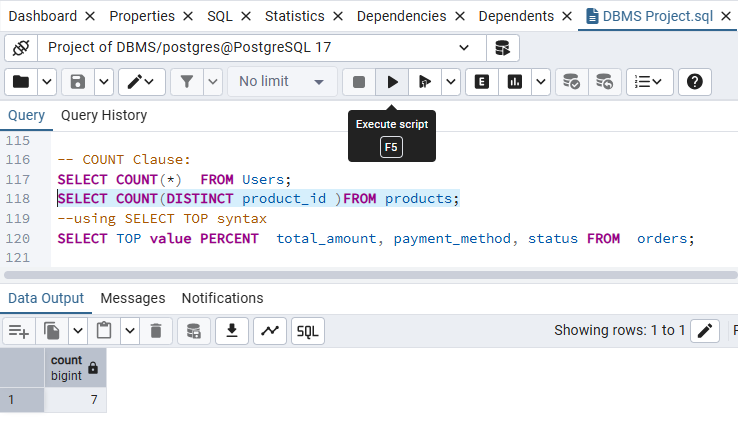 Dashboard Properties SQL Statistics Dependencies Dependents DBMS Project.sql
Project of DBMS/postgres@PostgreSQL 17
No limit
E
Query Query History
Execute script
F5
115
116 -- COUNT Clause:
117 SELECT COUNT(*)  FROM Users;
118 SELECT COUNT(DISTINCT product_id )FROM products;
119 --using SELECT TOP syntax
120 SELECT TOP value PERCENT  total_amount, payment_method, status FROM  orders;
121
Data Output Messages Notifications
SQL Showing rows: 1 to 1
count
bigint
1 7